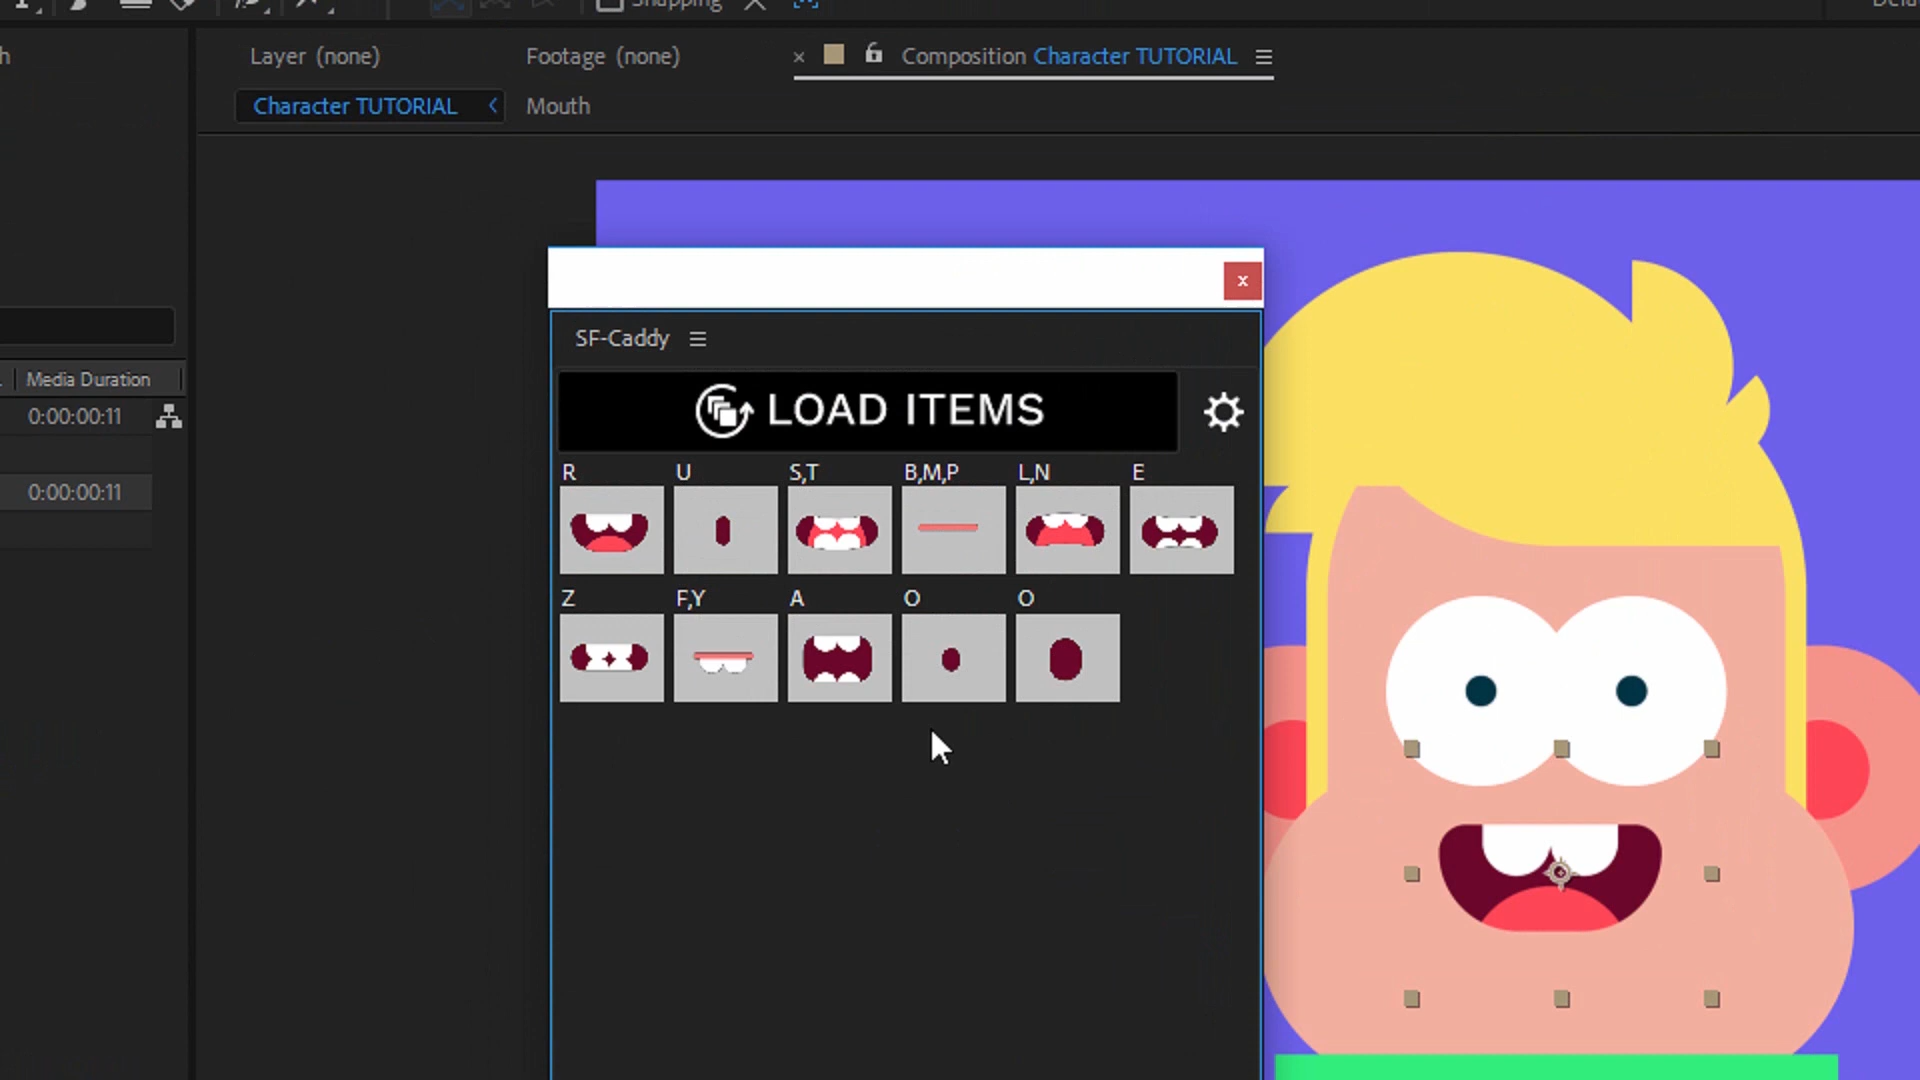 Snapping
Layer (none)
Footage (none)
Composition Character TUTORIAL
Character TUTORIAL
Mouth
x
SF-Caddy
Media Duration
LOAD ITEMS
0:00:00:11
R U S,T B,M,P L,N E
0:00:00:11
Z F,Y A O O